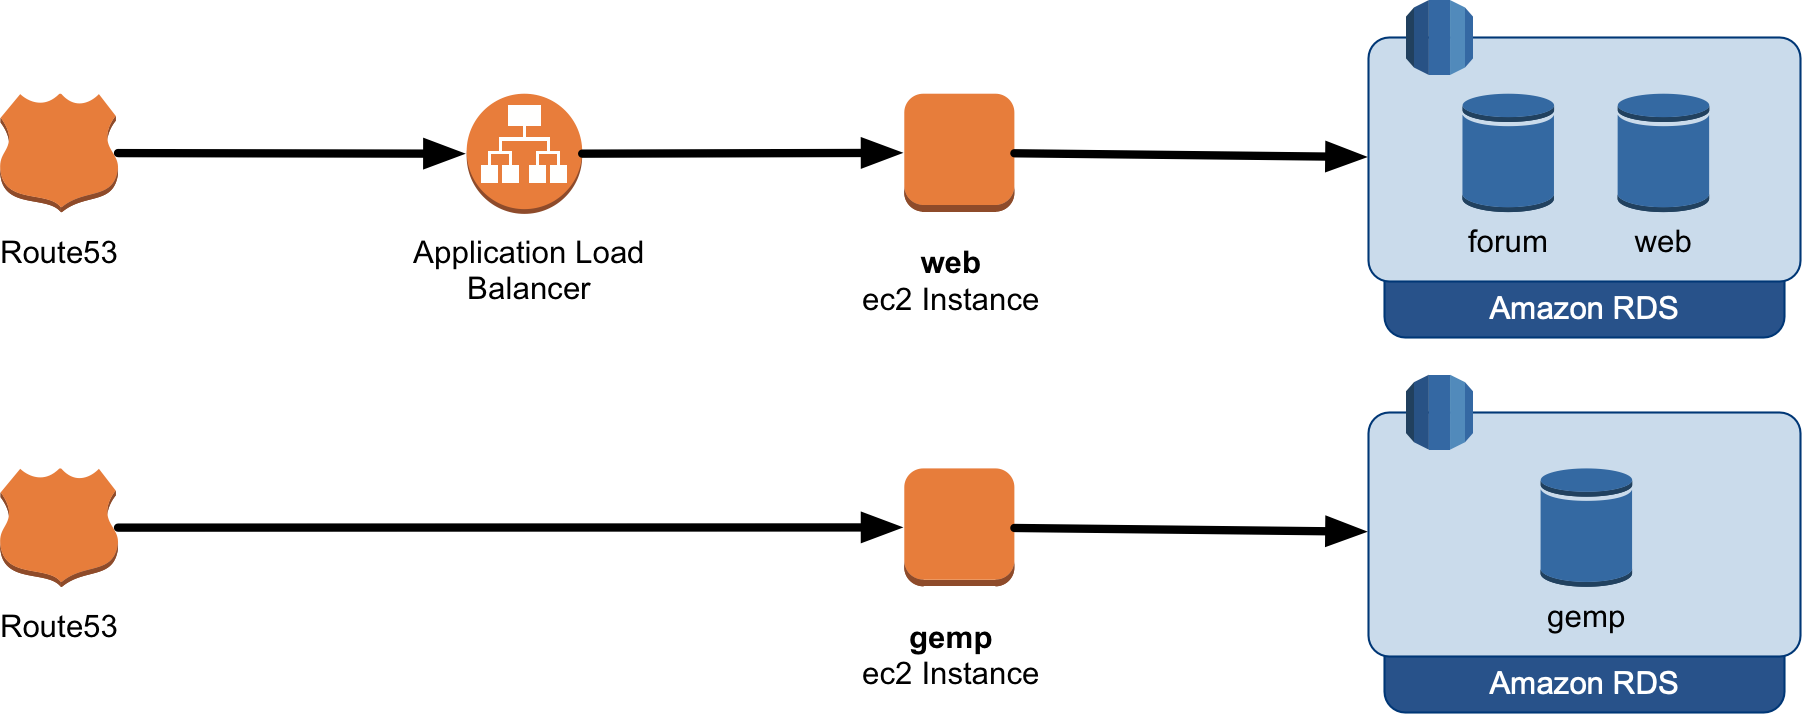 Route53
Application Load
Balancer
web
ec2 Instance
forum
web
Amazon RDS
Route53
gemp
ec2 Instance
gemp
Amazon RDS